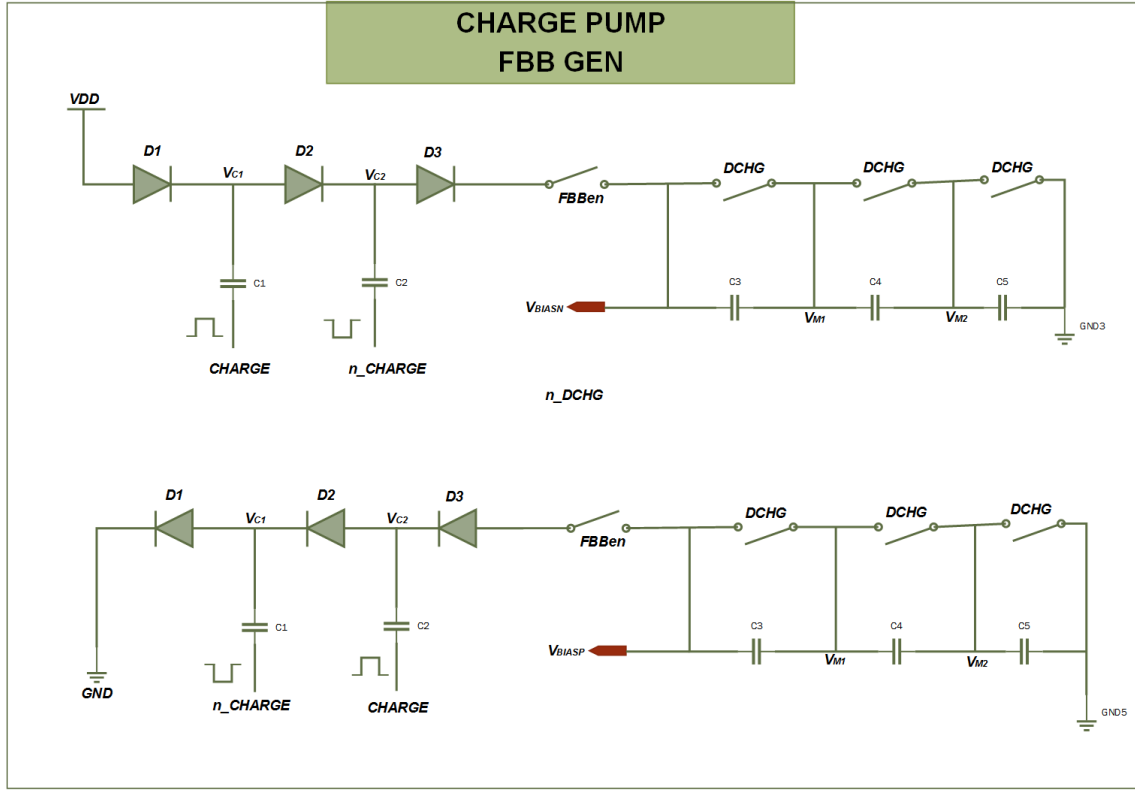 CHARGE PUMP
FBB GEN
VDD
D1
VC1
D2
VC2
D3
FBBen
DCHG
DCHG
DCHG
C1
C2
C3
C4
C5
VBIASN
VM1
VM2
GND3
CHARGE
n_CHARGE
n_DCHG
D1
VC1
D2
VC2
D3
FBBen
DCHG
DCHG
DCHG
C1
C2
C3
C4
C5
VBIASP
VM1
VM2
GND
n_CHARGE
CHARGE
GND5